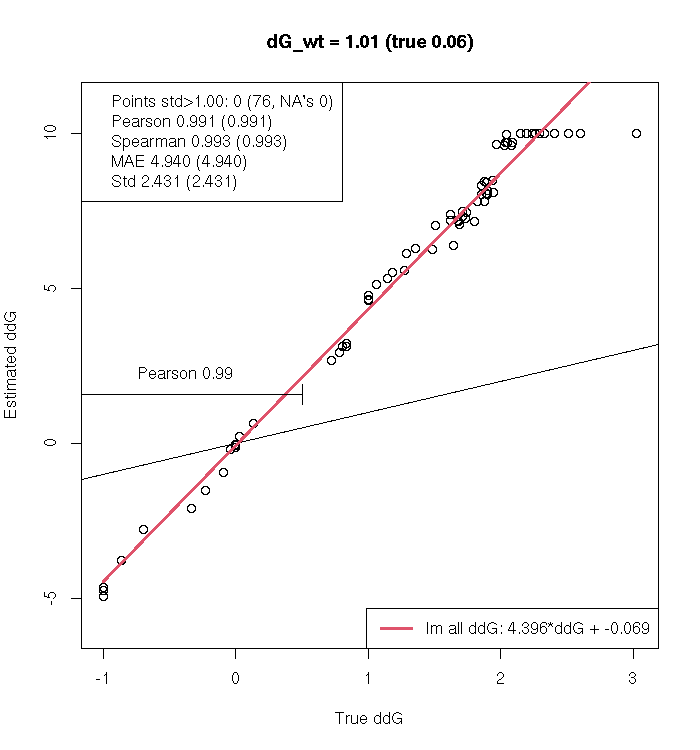 dG_wt = 1.01 (true 0.06)
Points std>1.00: 0 (76, NA's 0)
Pearson 0.991 (0.991)
Spearman 0.993 (0.993)
MAE 4.940 (4.940)
Std 2.431 (2.431)
10
5
Pearson 0.99
0
-5
Estimated ddG
lm all ddG: 4.396*ddG + -0.069
-1 0 1 2 3
True ddG